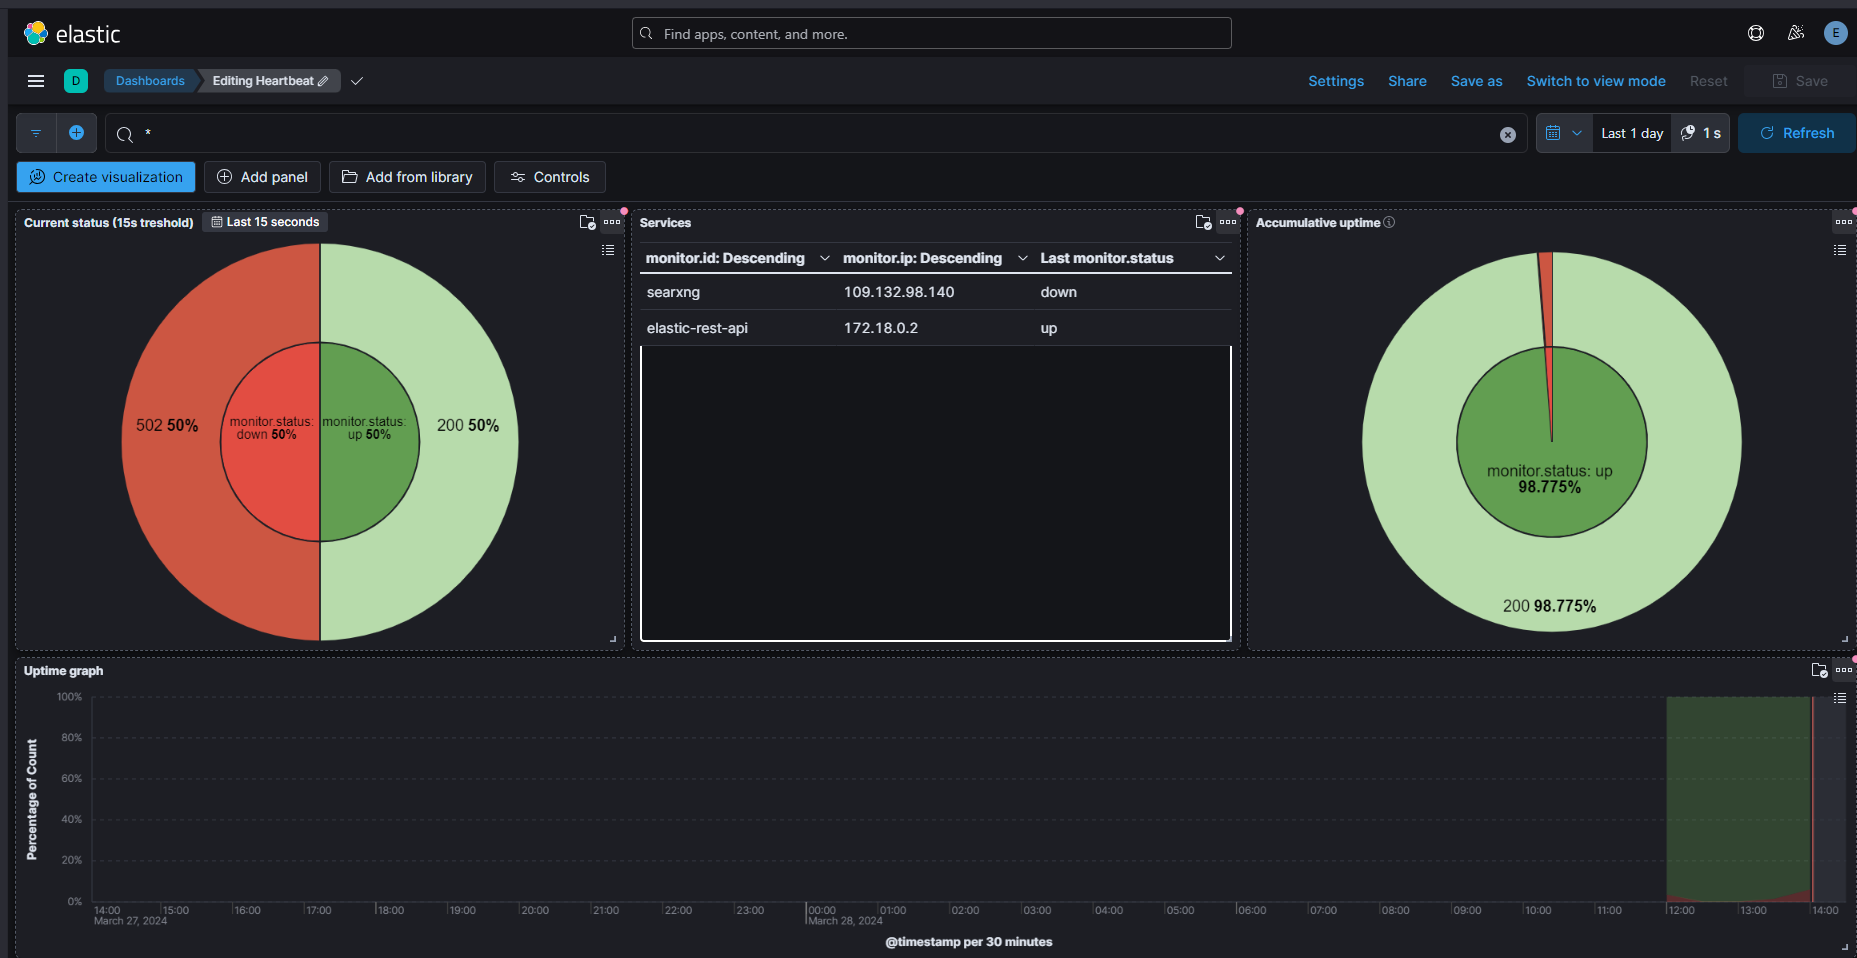 elastic
Find apps, content, and more.
E
D
Dashboards
Editing Heartbeat
Settings
Share
Save as
Switch to view mode
Reset
Save
*
Last 1 day
1 s
Refresh
Create visualization
Add panel
Add from library
Controls
Current status (15s treshold)
Last 15 seconds
502 50%
monitor.status:
down 50%
monitor.status:
up 50%
200 50%
Services
monitor.id: Descending
monitor.ip: Descending
Last monitor.status
searxng
109.132.98.140
down
elastic-rest-api
172.18.0.2
up
Accumulative uptime
monitor.status: up
98.775%
200 98.775%
Uptime graph
Percentage of Count
100%
80%
60%
40%
20%
0%
14:00
15:00
16:00
17:00
18:00
19:00
20:00
21:00
22:00
23:00
00:00
01:00
02:00
03:00
04:00
05:00
06:00
07:00
08:00
09:00
10:00
11:00
12:00
13:00
14:00
March 27, 2024
March 28, 2024
@timestamp per 30 minutes